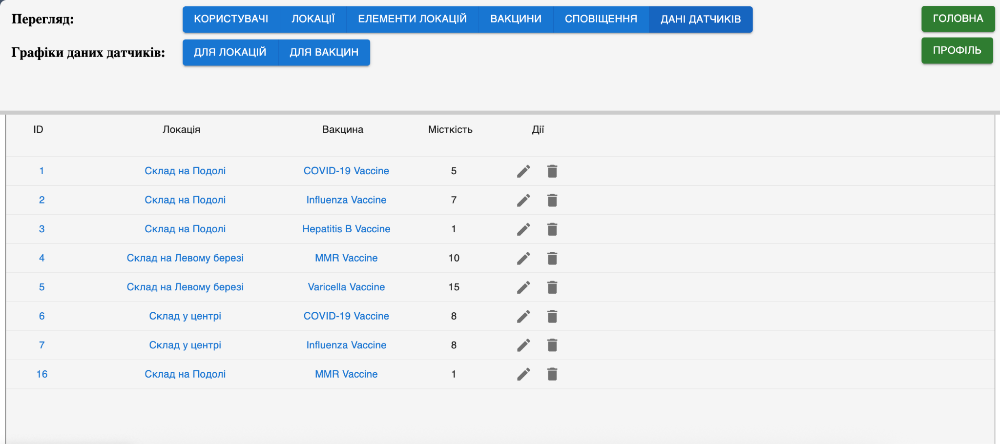 Перегляд: КОРИСТУВАЧІ ЛОКАЦІЇ ЕЛЕМЕНТИ ЛОКАЦІЙ ВАКЦИНИ СПОВІЩЕННЯ ДАНІ ДАТЧИКІВ ГОЛОВНА
Графіки даних датчиків: ДЛЯ ЛОКАЦІЙ ДЛЯ ВАКЦИН ПРОФІЛЬ
ID Локація Вакцина Місткість Дії
1 Склад на Подолі COVID-19 Vaccine 5
2 Склад на Подолі Influenza Vaccine 7
3 Склад на Подолі Hepatitis B Vaccine 1
4 Склад на Левому березі MMR Vaccine 10
5 Склад на Левому березі Varicella Vaccine 15
6 Склад у центрі COVID-19 Vaccine 8
7 Склад у центрі Influenza Vaccine 8
16 Склад на Подолі MMR Vaccine 1